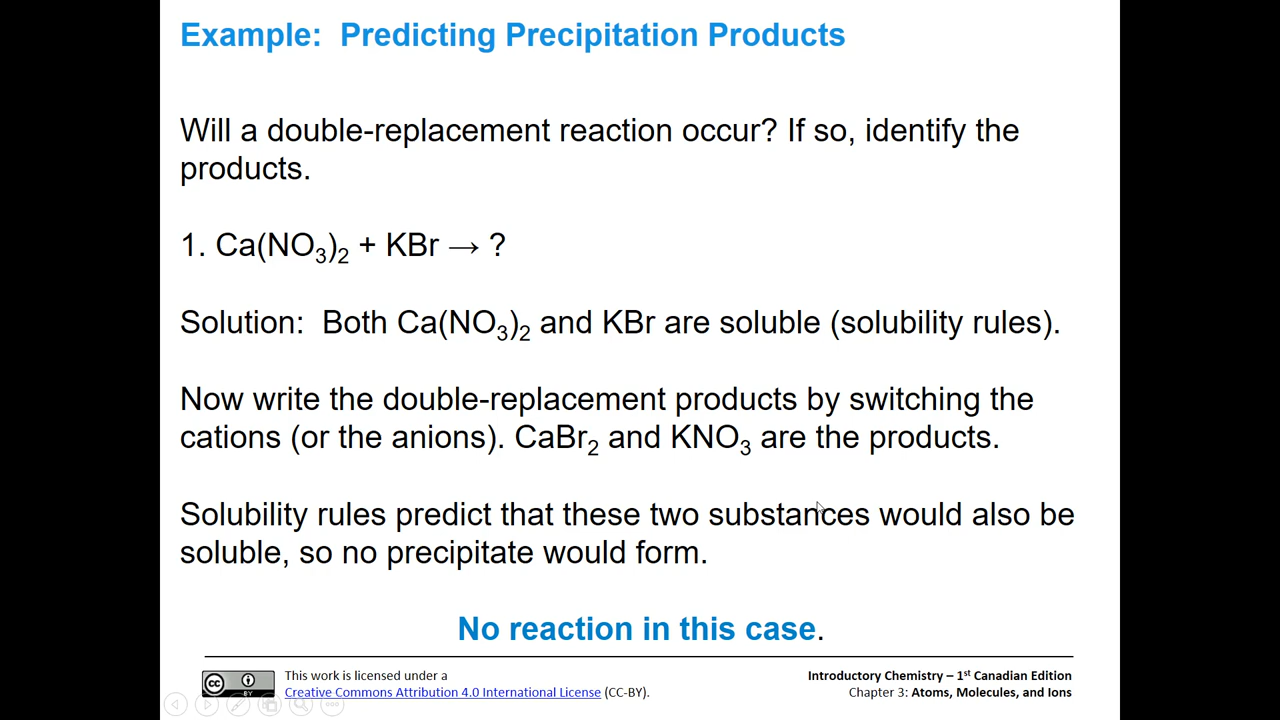 Example: Predicting Precipitation Products
Will a double-replacement reaction occur? If so, identify the
products.
1. Ca(NO₃)₂ + KBr → ?
Solution: Both Ca(NO₃)₂ and KBr are soluble (solubility rules).
Now write the double-replacement products by switching the
cations (or the anions). CaBr₂ and KNO₃ are the products.
Solubility rules predict that these two substances would also be
soluble, so no precipitate would form.
No reaction in this case.
cc BY
This work is licensed under a
Creative Commons Attribution 4.0 International License (CC-BY).
Introductory Chemistry – 1st Canadian Edition
Chapter 3: Atoms, Molecules, and Ions